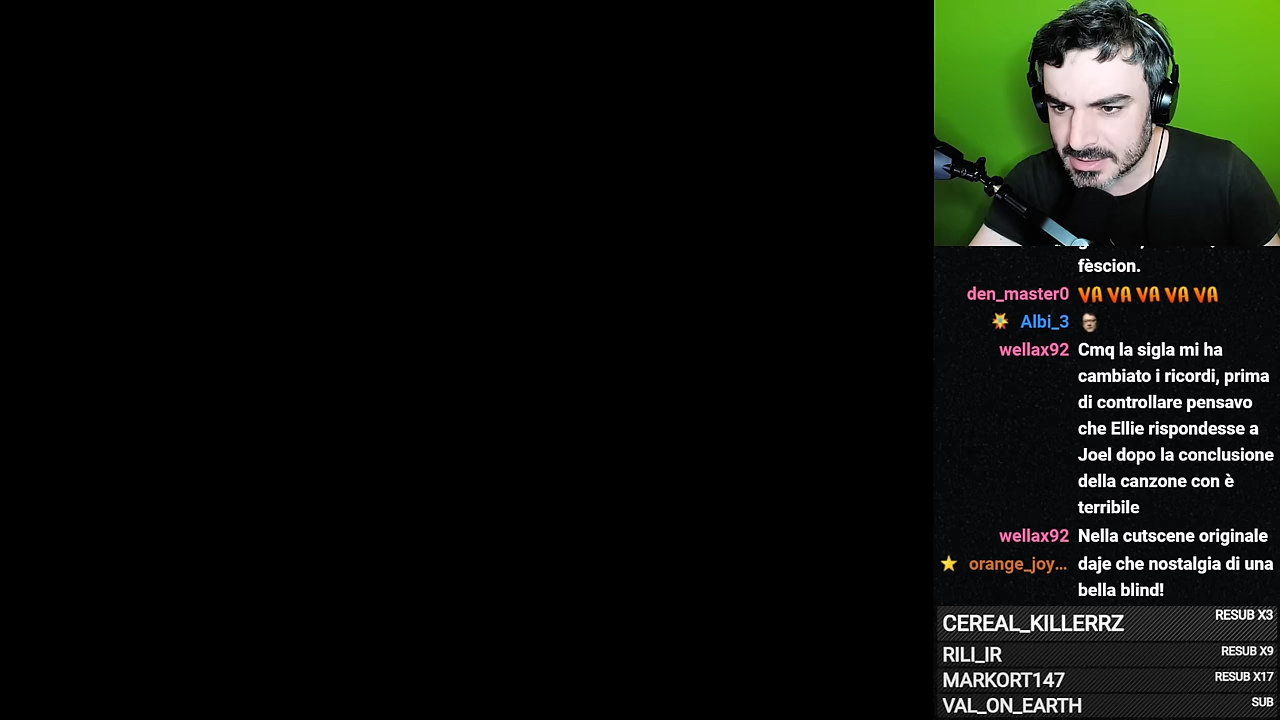 fèscion.
den_master0 VA VA VA VA VA
Albi_3
wellax92 Cmq la sigla mi ha
cambiato i ricordi, prima
di controllare pensavo
che Ellie rispondesse a
Joel dopo la conclusione
della canzone con è
terribile
wellax92 Nella cutscene originale
orange_joy... daje che nostalgia di una
bella blind!
CEREAL_KILLERRZ RESUB X3
RILI_IR RESUB X9
MARKORT147 RESUB X17
VAL_ON_EARTH SUB